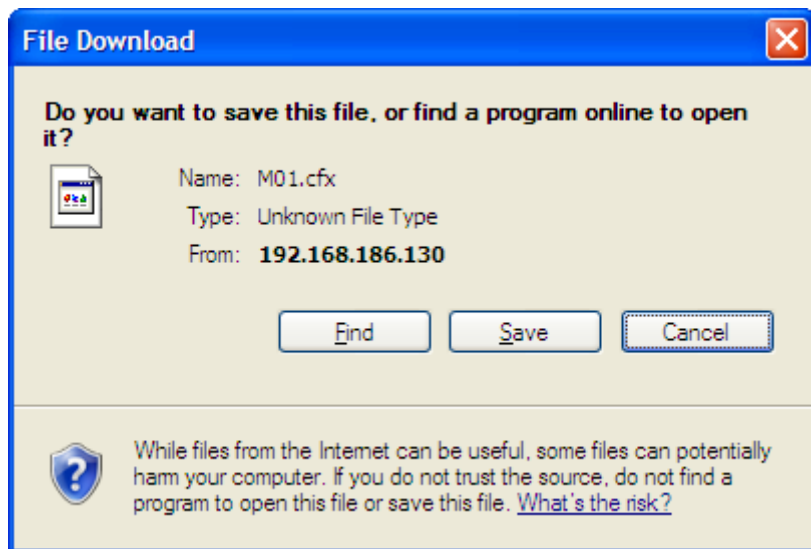 File Download
Do you want to save this file, or find a program online to open
it?
Name: M01.cfx
Type: Unknown File Type
From: 192.168.186.130
Find Save Cancel
While files from the Internet can be useful, some files can potentially
harm your computer. If you do not trust the source, do not find a
program to open this file or save this file. What's the risk?